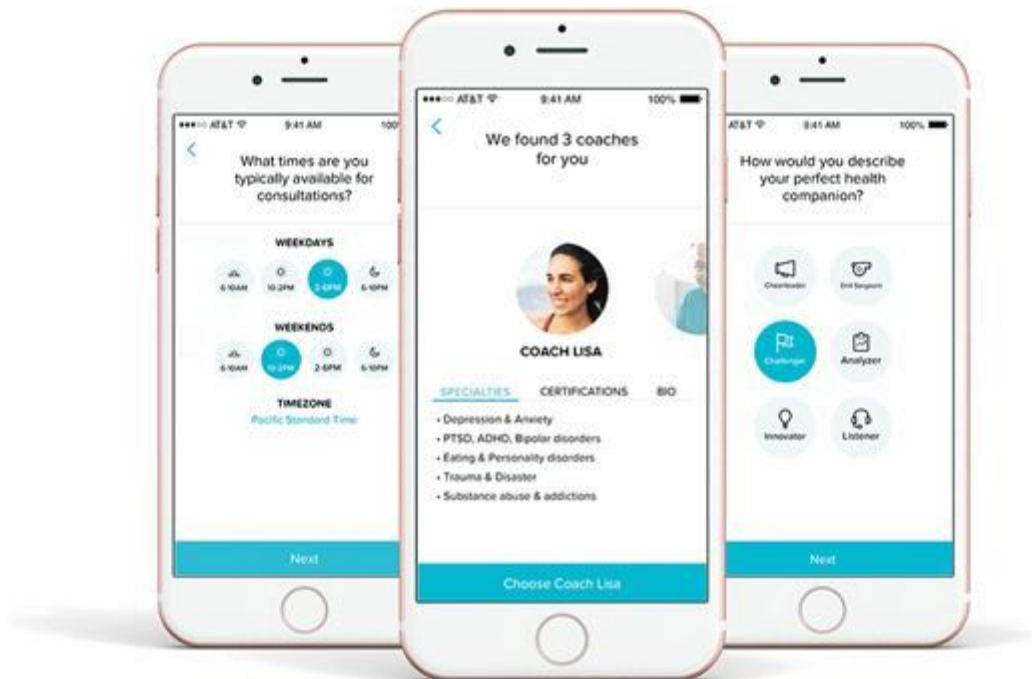 AT&T 9:41 AM 100
What times are you
typically available for
consultations?
WEEKDAYS
6-10AM 10-2PM 2-6PM 6-10PM
WEEKENDS
6-10AM 10-2PM 2-6PM 6-10PM
TIMEZONE
Pacific Standard Time
Next
AT&T 9:41 AM 100%
We found 3 coaches
for you
COACH LISA
SPECIALTIES CERTIFICATIONS BIO
• Depression & Anxiety
• PTSD, ADHD, Bipolar disorders
• Eating & Personality disorders
• Trauma & Disaster
• Substance abuse & addictions
Choose Coach Lisa
AT&T 9:41 AM 100%
How would you describe
your perfect health
companion?
Cheerleader Drill Sergeant
Challenger Analyzer
Innovator Listener
Next